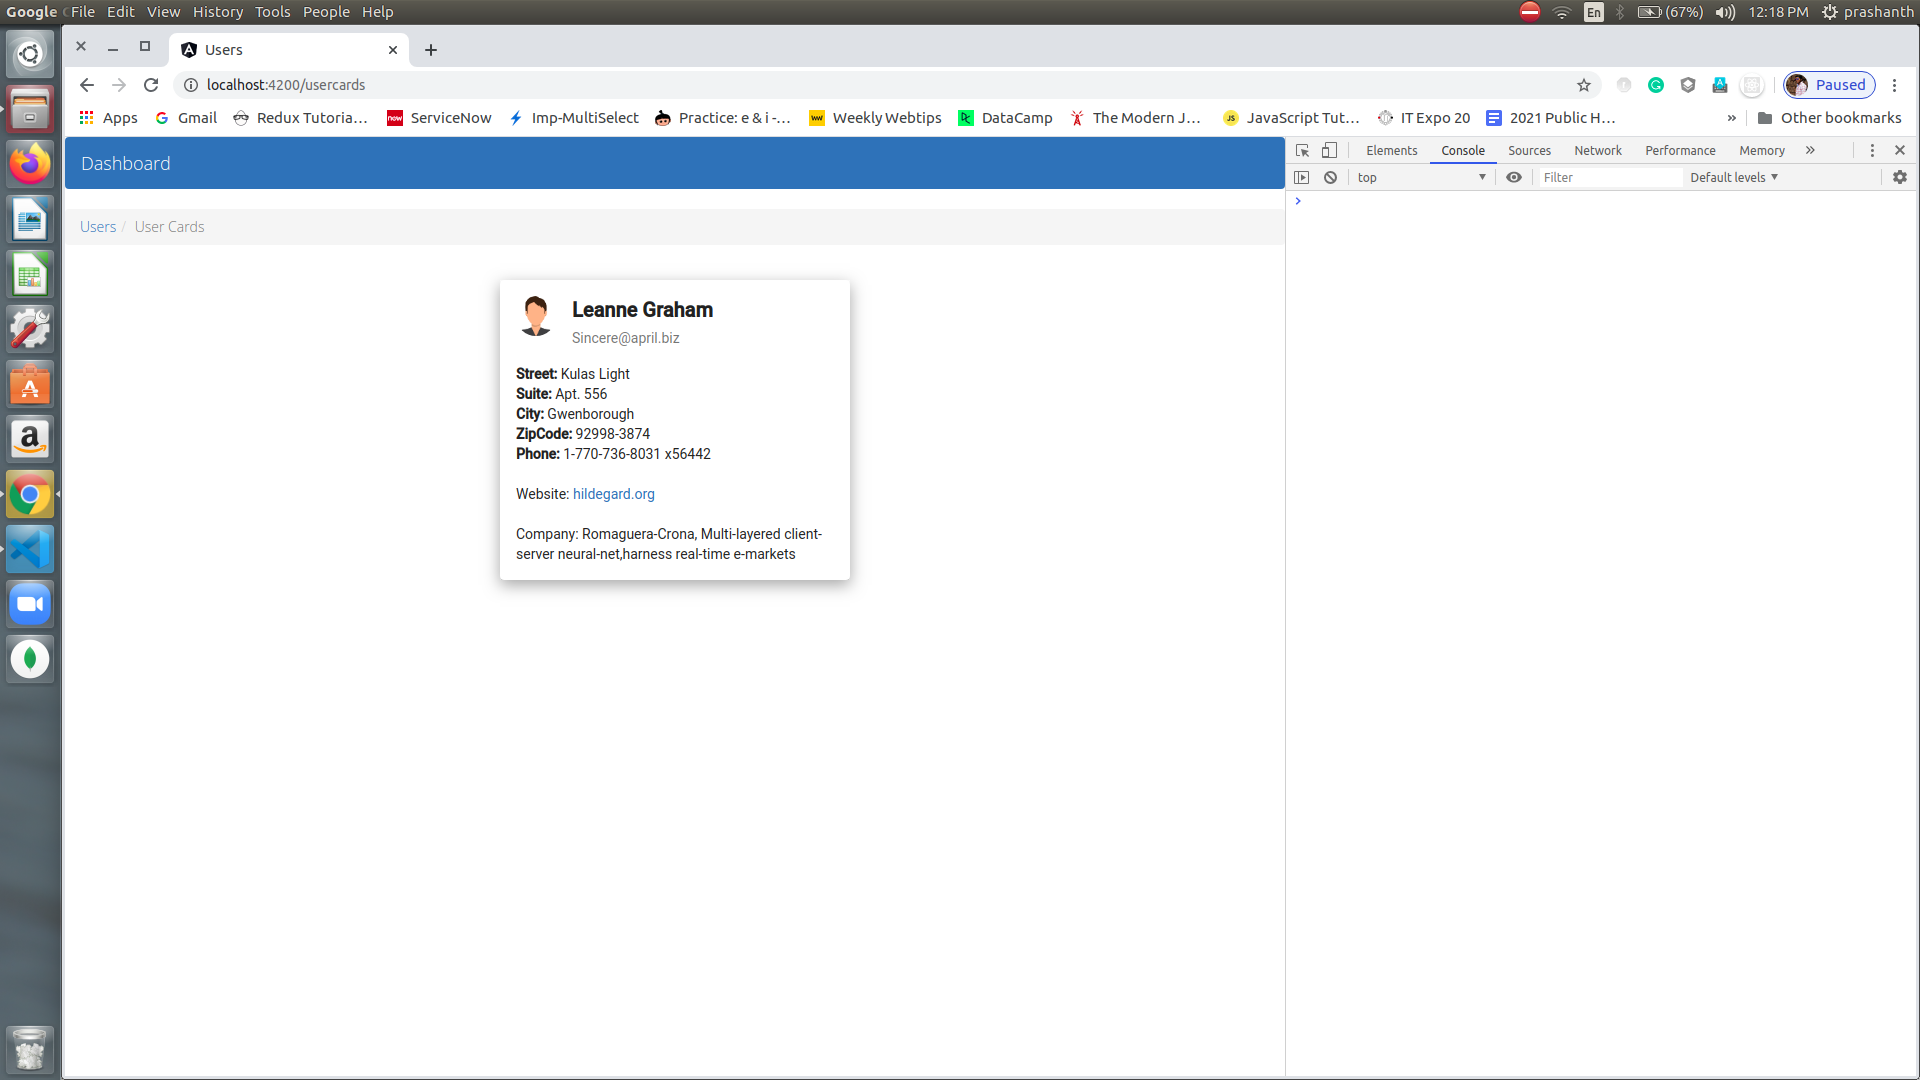 Google File Edit View History Tools People Help
En (67%) 12:18 PM prashanth
Users
localhost:4200/usercards
Paused
Apps Gmail Redux Tutoria... ServiceNow Imp-MultiSelect Practice: e & i -... Weekly Webtips DataCamp The Modern J... JavaScript Tut... IT Expo 20 2021 Public H... » Other bookmarks
Dashboard
Elements Console Sources Network Performance Memory »
top Filter Default levels
Users / User Cards
Leanne Graham
Sincere@april.biz
Street: Kulas Light
Suite: Apt. 556
City: Gwenborough
ZipCode: 92998-3874
Phone: 1-770-736-8031 x56442
Website: hildegard.org
Company: Romaguera-Crona, Multi-layered client-
server neural-net,harness real-time e-markets